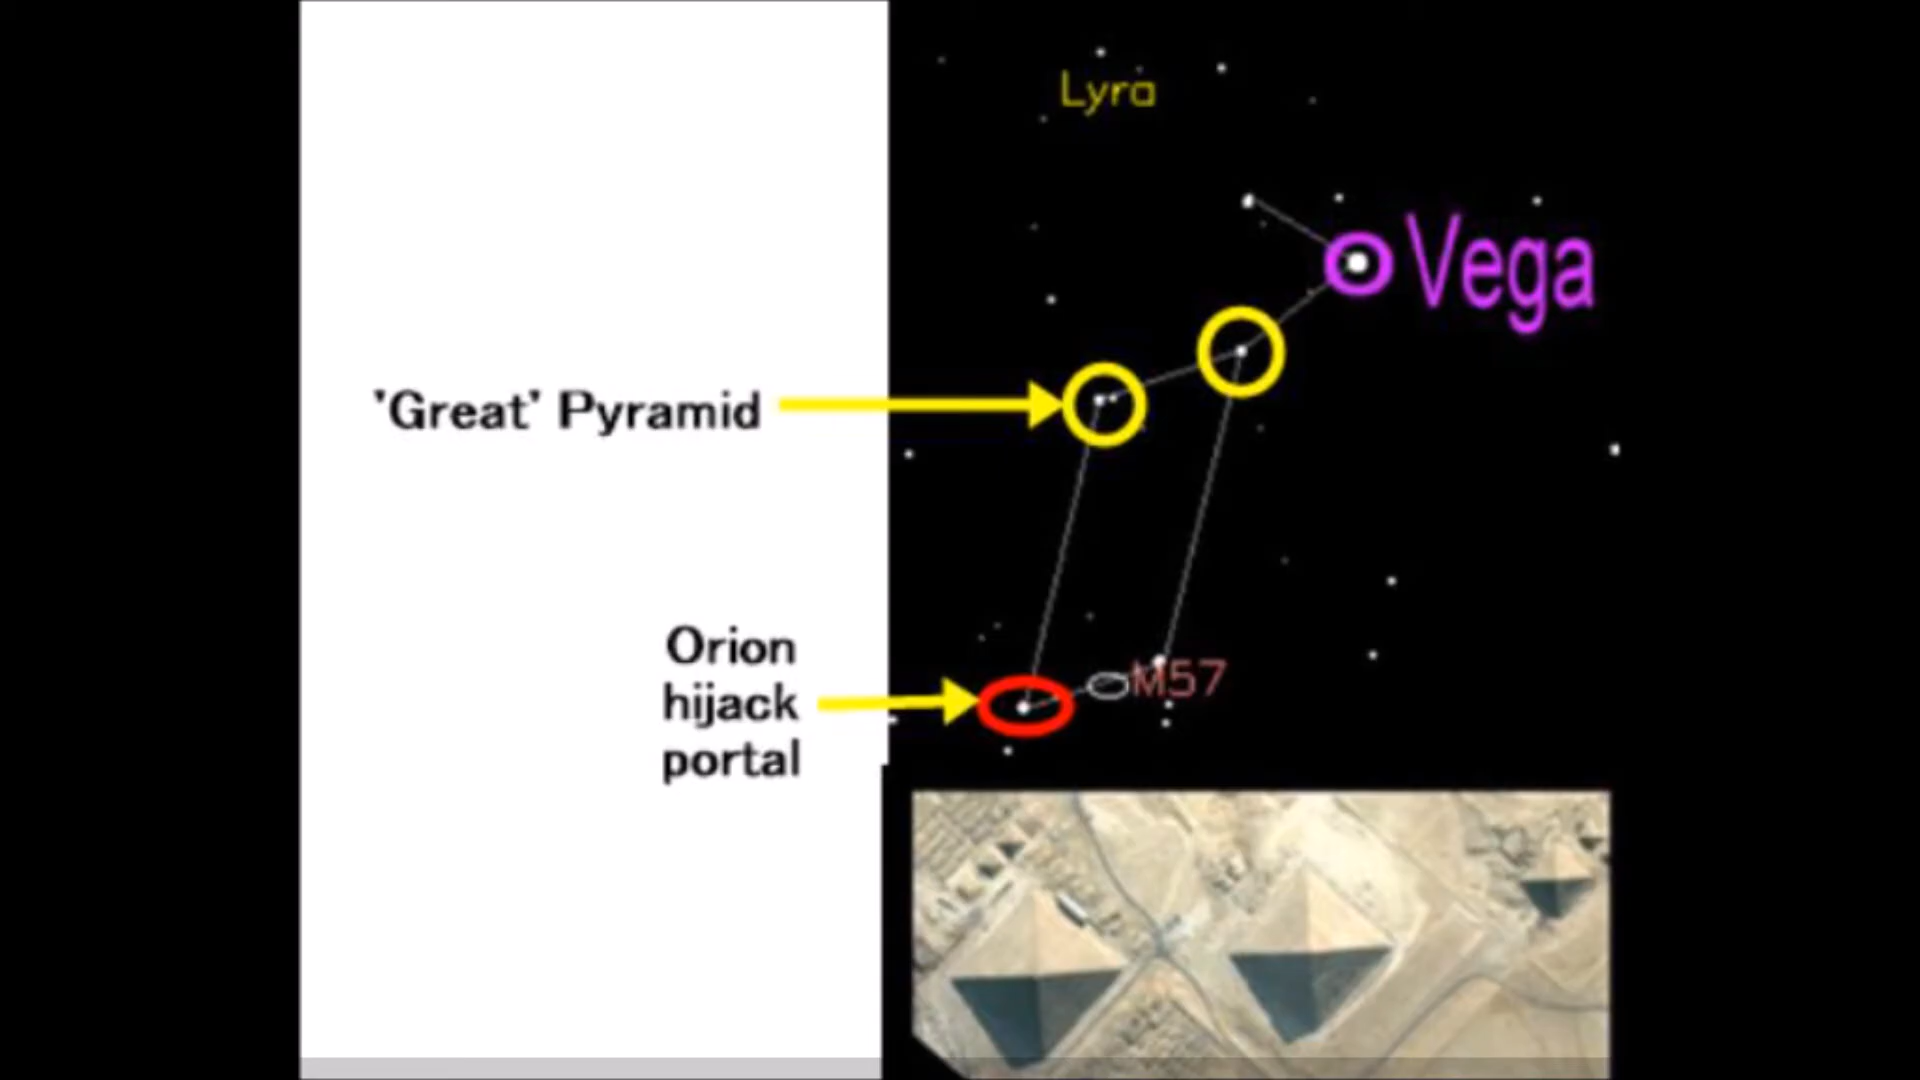 Lyra
Vega
'Great' Pyramid
Orion
hijack
portal
M57